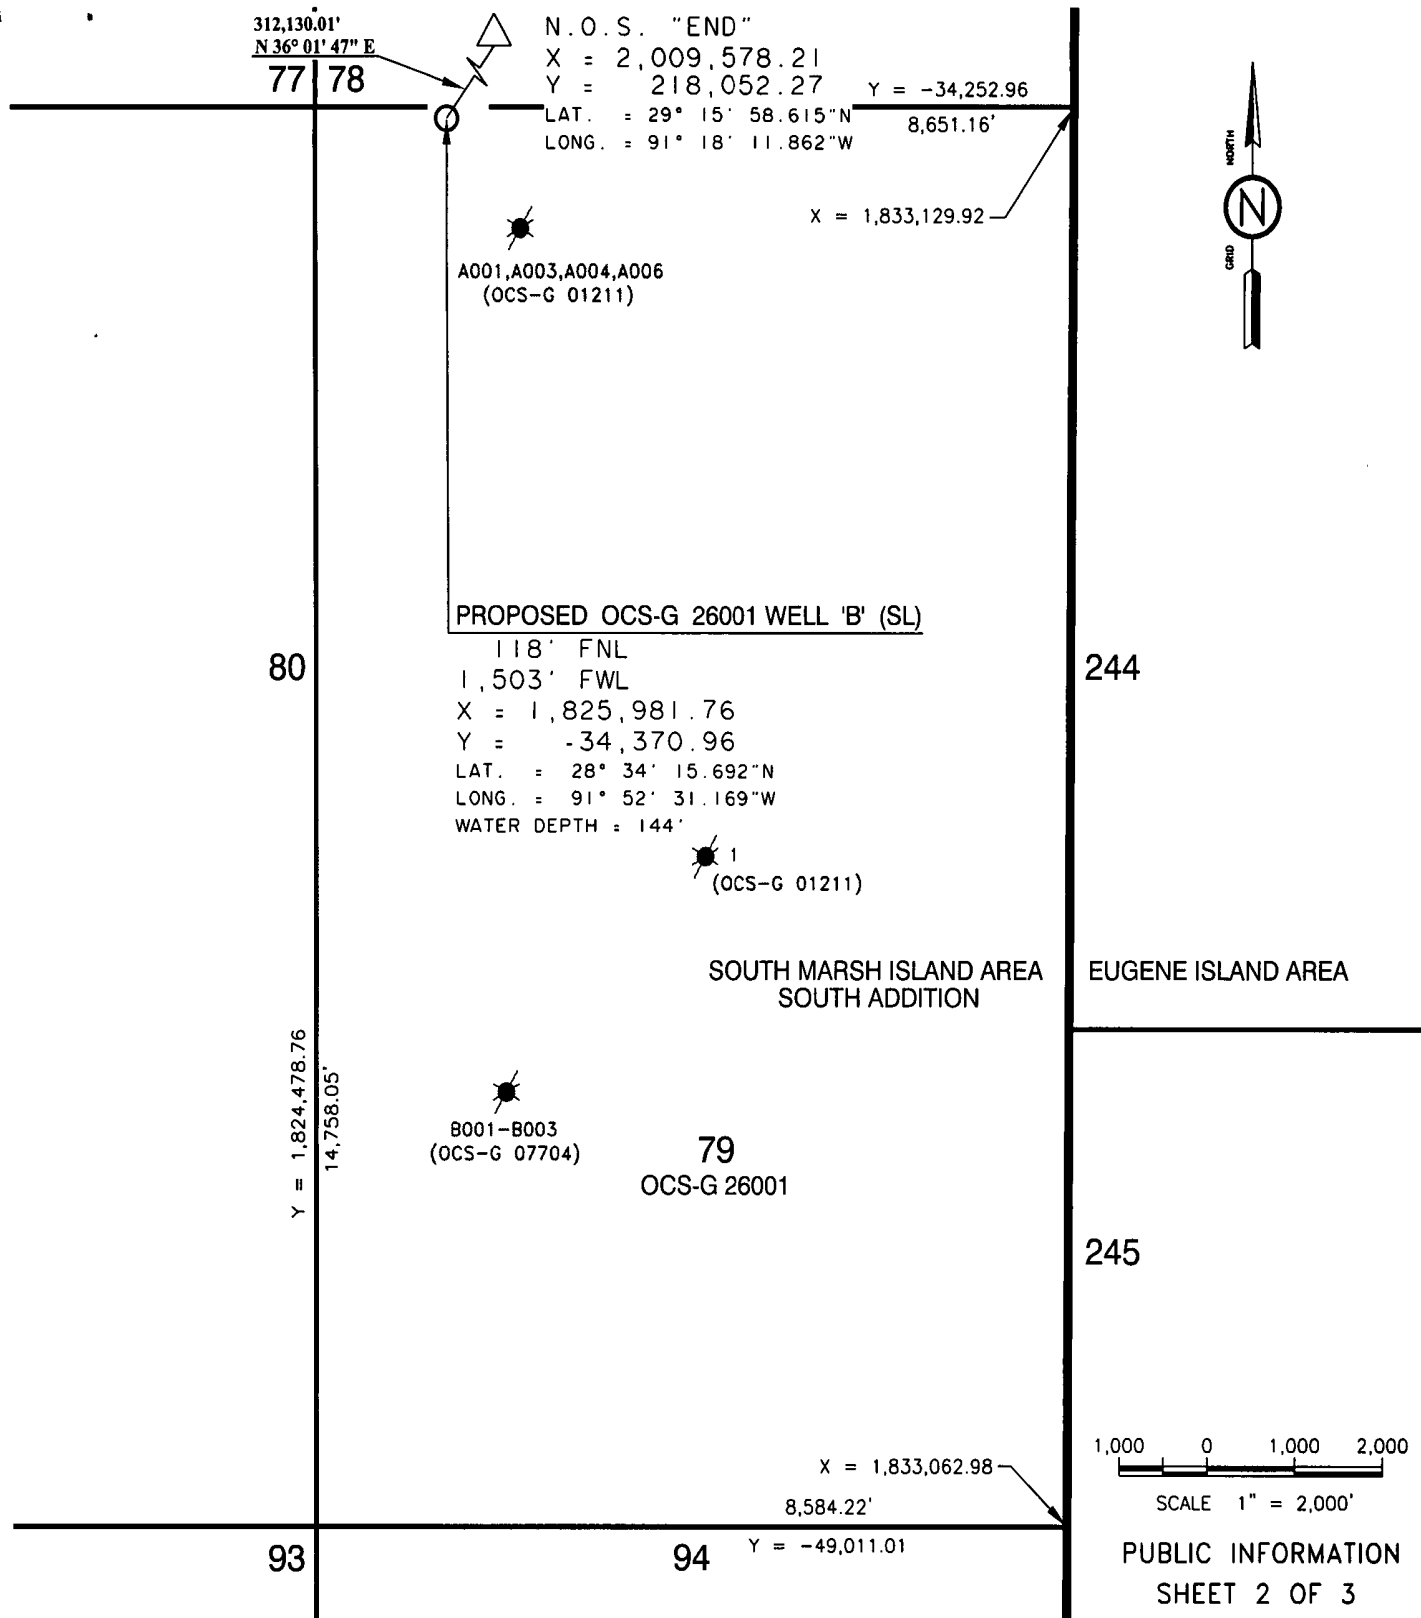 312,130.01'
N 36° 01' 47" E
77 78
N.O.S. "END"
X = 2,009,578.21
Y = 218,052.27
LAT. = 29° 15' 58.615"N
LONG. = 91° 18' 11.862"W
Y = -34,252.96
8,651.16'
X = 1,833,129.92
NORTH
N
GRID
A001,A003,A004,A006
(OCS-G 01211)
PROPOSED OCS-G 26001 WELL 'B' (SL)
118' FNL
1,503' FWL
X = 1,825,981.76
Y = -34,370.96
LAT. = 28° 34' 15.692"N
LONG. = 91° 52' 31.169"W
WATER DEPTH = 144'
80
244
1
(OCS-G 01211)
SOUTH MARSH ISLAND AREA
SOUTH ADDITION
EUGENE ISLAND AREA
Y = 1,824,478.76
14,758.05'
B001-B003
(OCS-G 07704)
79
OCS-G 26001
245
X = 1,833,062.98
8,584.22'
Y = -49,011.01
93
94
1,000 0 1,000 2,000
SCALE 1" = 2,000'
PUBLIC INFORMATION
SHEET 2 OF 3